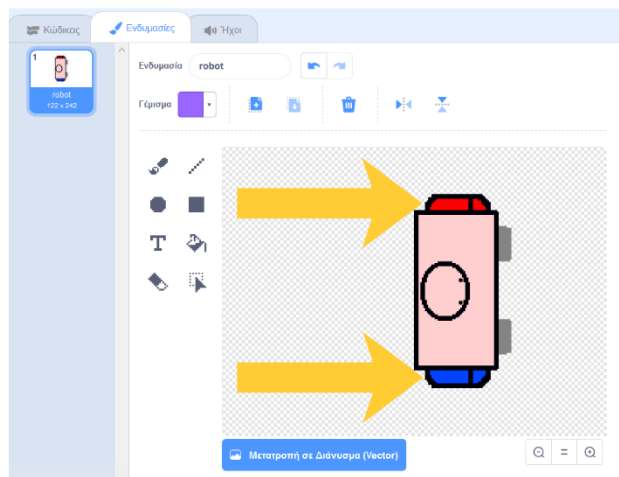 Κώδικας
Ενδυμασίες
Ήχοι
1
robot
122 x 242
Ενδυμασία
robot
Γέμισμα
T
Μετατροπή σε Διάνυσμα (Vector)